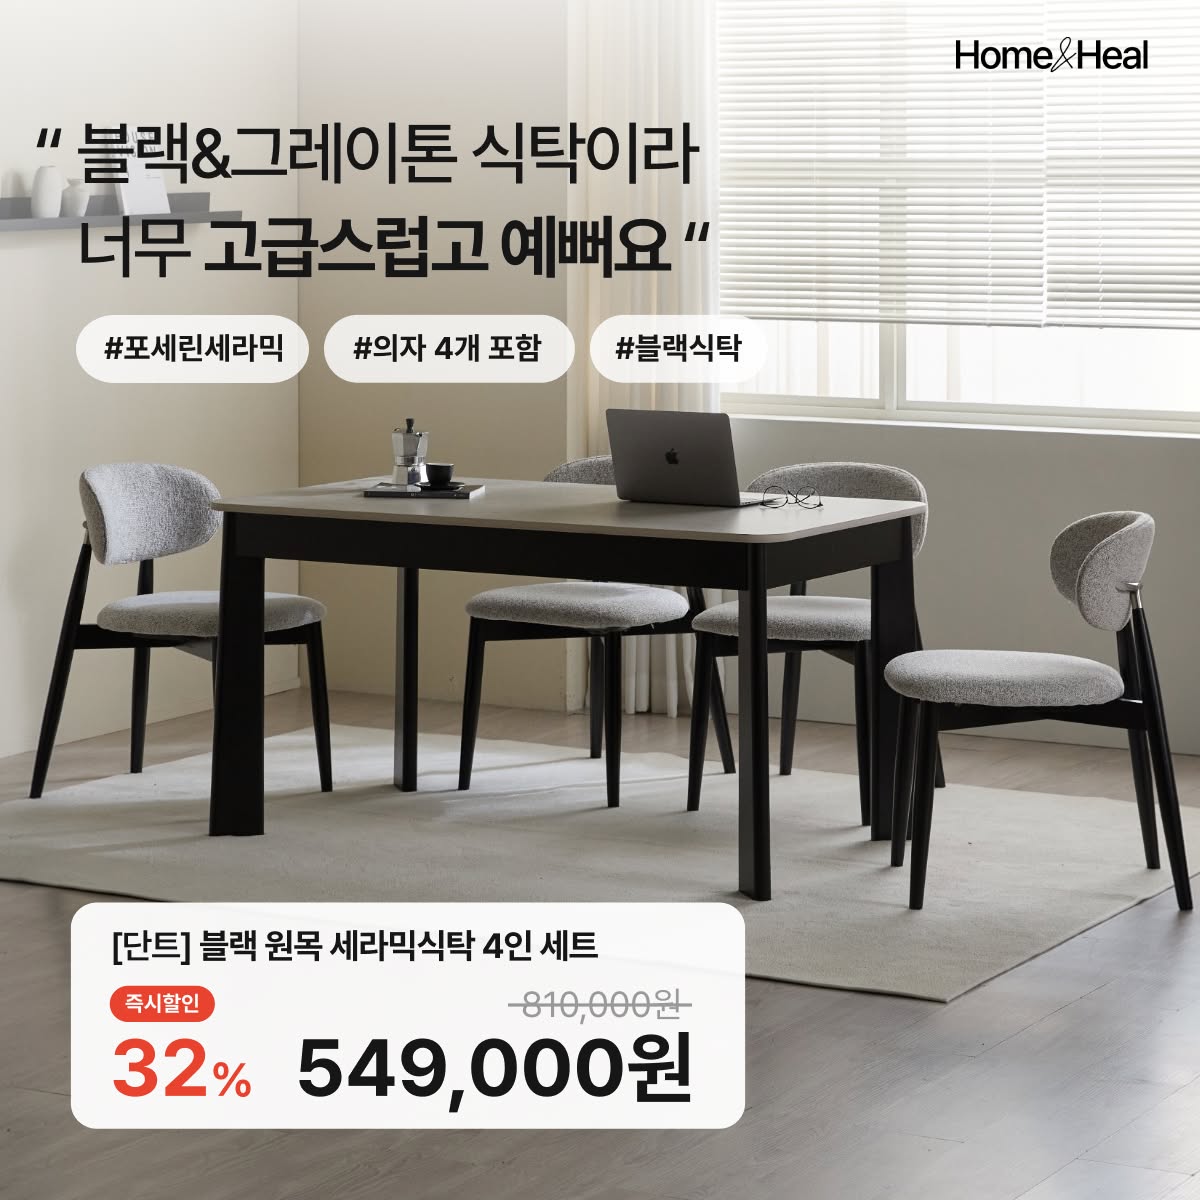 Home&Heal
“ 블랙&그레이톤 식탁이라
너무 고급스럽고 예뻐요 “
#포세린세라믹 #의자 4개 포함 #블랙식탁
[단트] 블랙 원목 세라믹식탁 4인 세트
즉시할인 810,000원
32% 549,000원